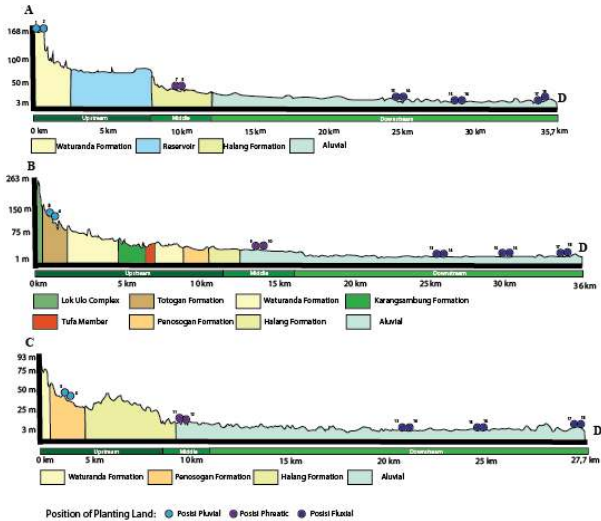 A
168 m
100 m
50 m
3 m
D
Upstream Middle Downstream
0 km 5 km 10 km 15 km 20 km 25 km 30 km 35,7 km
Waturanda Formation Reservoir Halang Formation Aluvial
B
263 m
150 m
75 m
1 m
D
Upstream Middle Downstream
0km 5 km 10 km 15 km 20 km 25 km 30 km 36 km
Lok Ulo Complex Totogan Formation Waturanda Formation Karangsambung Formation
Tufa Member Penosogan Formation Halang Formation Aluvial
C
93 m
75 m
50 m
25 m
3 m
D
Upstream Middle Downstream
0 km 5 km 10 km 15 km 20 km 25 km 27,7 km
Waturanda Formation Panosogan Formation Halang Formation Aluvial
Position of Planting Land: Posisi Pluvial Posisi Phreatic Posisi Fluxial